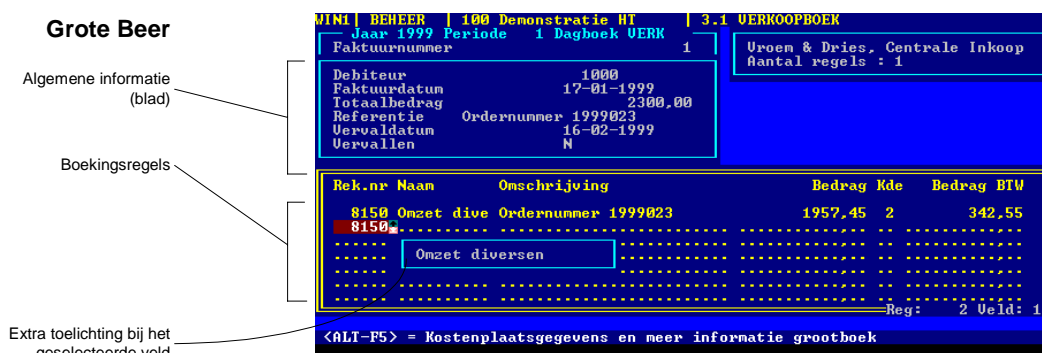 Grote Beer
Algemene informatie
(blad)
Boekingsregels
Extra toelichting bij het
geselecteerde veld
WIN1| BEHEER | 100 Demonstratie HT | 3.1 VERKOOPBOEK
Jaar 1999 Periode 1 Dagboek VERK
Faktuurnummer 1
Vroem & Dries, Centrale Inkoop
Aantal regels : 1
Debiteur 1000
Faktuurdatum 17-01-1999
Totaalbedrag 2300,00
Referentie Ordernummer 1999023
Vervaldatum 16-02-1999
Vervallen N
Rek.nr Naam Omschrijving Bedrag Kde Bedrag BTW
8150 Omzet dive Ordernummer 1999023 1957,45 2 342,55
8150
Omzet diversen
Reg: 2 Veld: 1
<ALT-F5> = Kostenplaatsgegevens en meer informatie grootboek